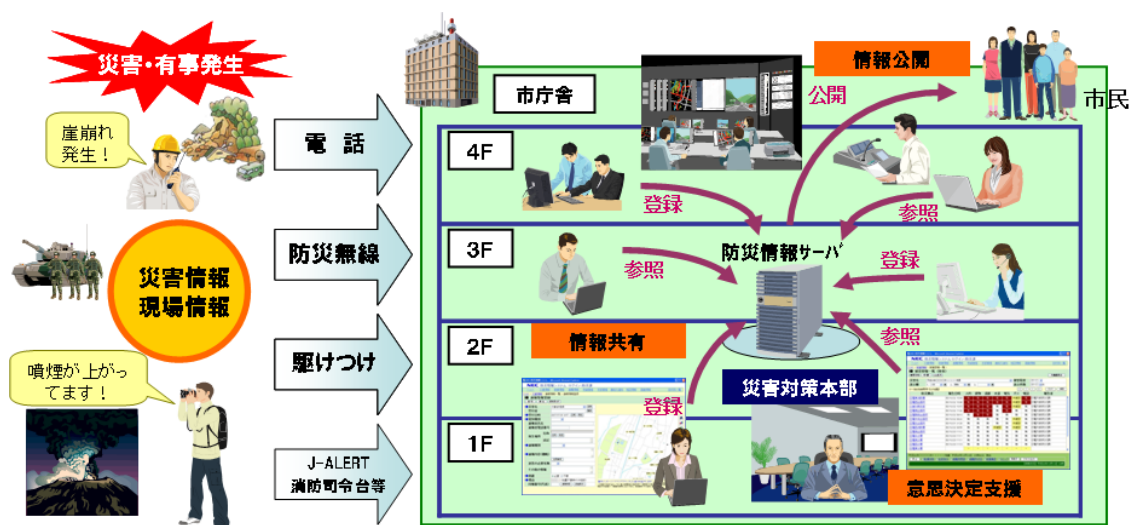 災害・有事発生
崖崩れ
発生！
災害情報
現場情報
噴煙が上がっ
てます！
電話
防災無線
駆けつけ
J-ALERT
消防司令台等
市庁舎
情報公開
公開
市民
4F
登録
参照
3F
参照
防災情報サーバ
登録
2F
情報共有
参照
登録
災害対策本部
1F
意思決定支援